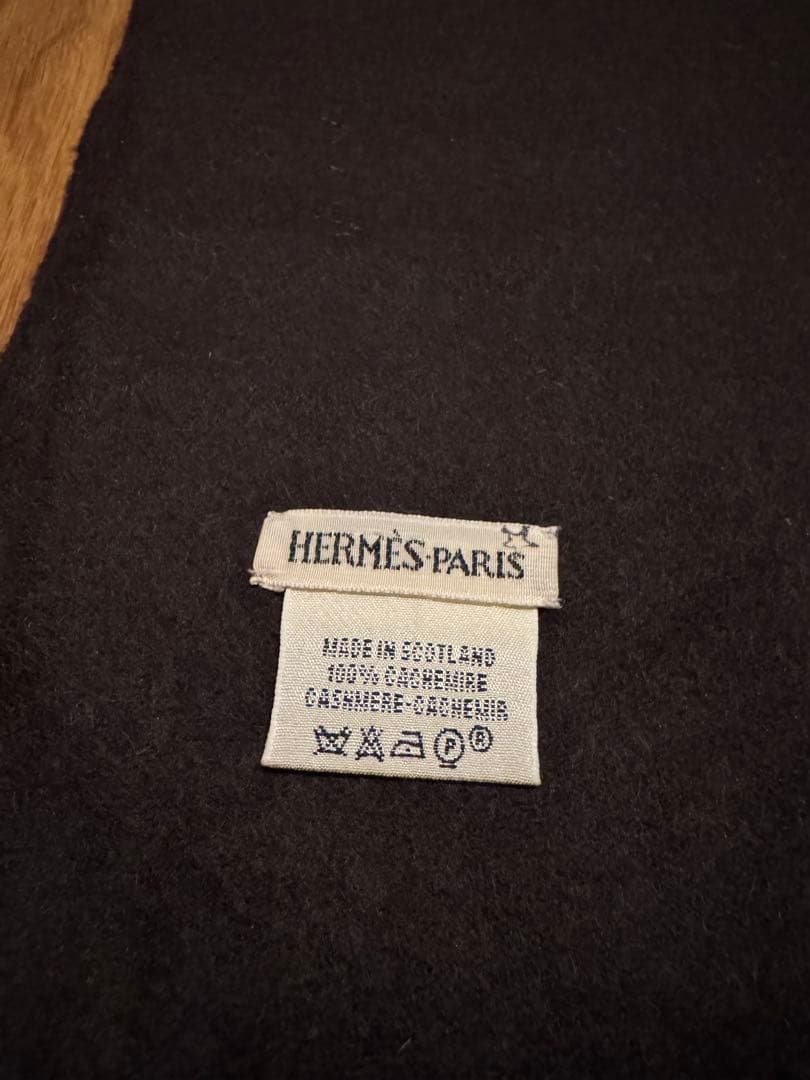 HERMÈS-PARIS
MADE IN SCOTLAND
100% CACHEMIRE
CASHMERE-CACHEMIR
P ®